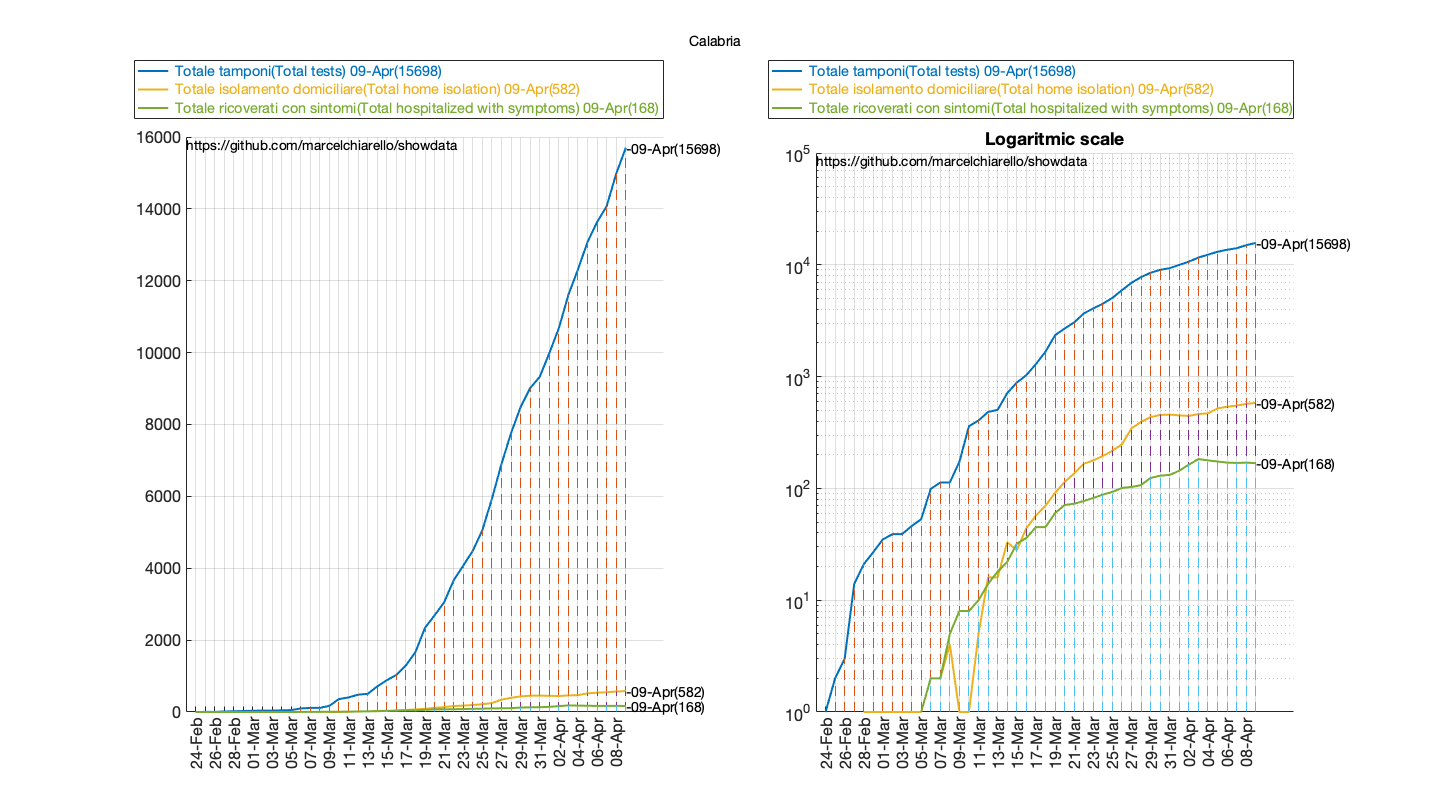 Calabria
Totale tamponi(Total tests) 09-Apr(15698)
Totale isolamento domiciliare(Total home isolation) 09-Apr(582)
Totale ricoverati con sintomi(Total hospitalized with symptoms) 09-Apr(168)
16000
https://github.com/marcelchiarello/showdata
-09-Apr(15698)
14000
12000
10000
8000
6000
4000
2000
0
-09-Apr(582)
-09-Apr(168)
24-Feb
26-Feb
28-Feb
01-Mar
03-Mar
05-Mar
07-Mar
09-Mar
11-Mar
13-Mar
15-Mar
17-Mar
19-Mar
21-Mar
23-Mar
25-Mar
27-Mar
29-Mar
31-Mar
02-Apr
04-Apr
06-Apr
08-Apr
Totale tamponi(Total tests) 09-Apr(15698)
Totale isolamento domiciliare(Total home isolation) 09-Apr(582)
Totale ricoverati con sintomi(Total hospitalized with symptoms) 09-Apr(168)
Logaritmic scale
10^5
https://github.com/marcelchiarello/showdata
-09-Apr(15698)
10^4
10^3
-09-Apr(582)
-09-Apr(168)
10^2
10^1
10^0
24-Feb
26-Feb
28-Feb
01-Mar
03-Mar
05-Mar
07-Mar
09-Mar
11-Mar
13-Mar
15-Mar
17-Mar
19-Mar
21-Mar
23-Mar
25-Mar
27-Mar
29-Mar
31-Mar
02-Apr
04-Apr
06-Apr
08-Apr